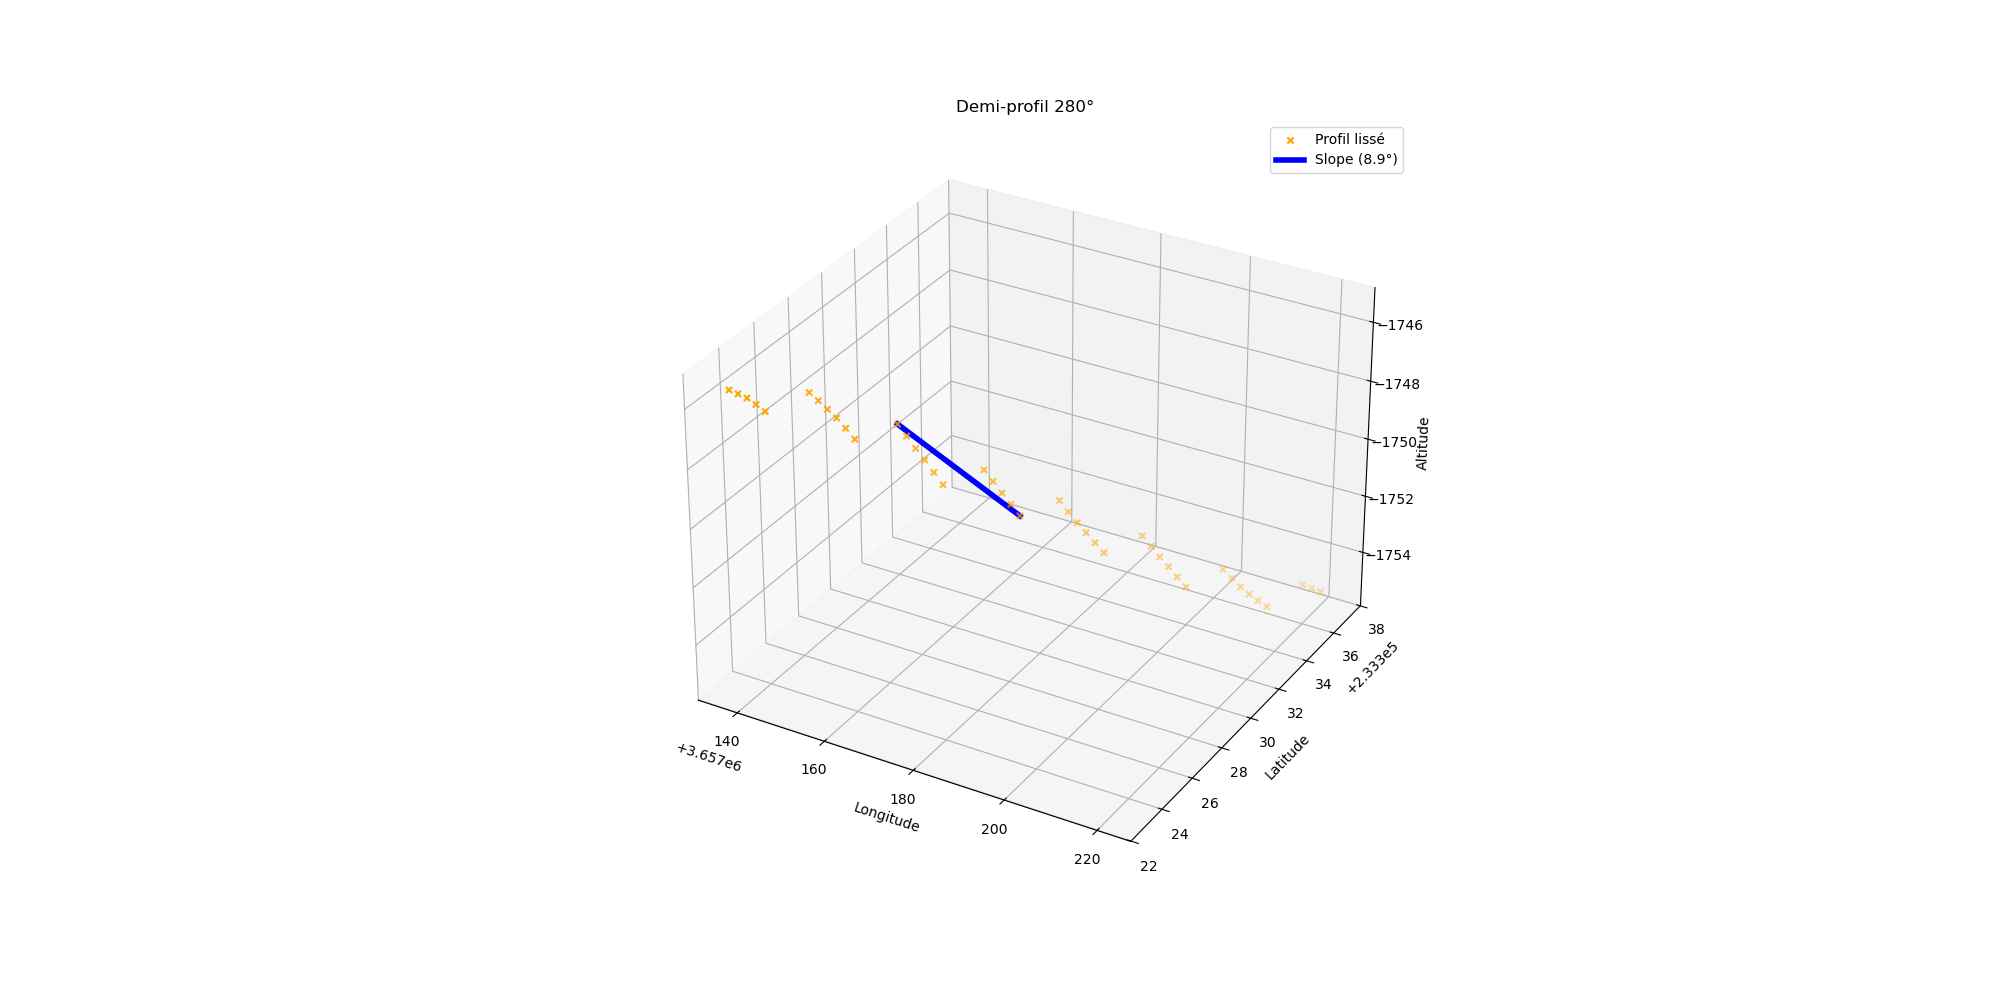 Demi-profil 280°
Profil lissé
Slope (8.9°)
−1746
−1748
−1750
−1752
−1754
Altitude
38
36
34
32
30
28
26
24
22
+2.333e5
Latitude
140
160
180
200
220
+3.657e6
Longitude